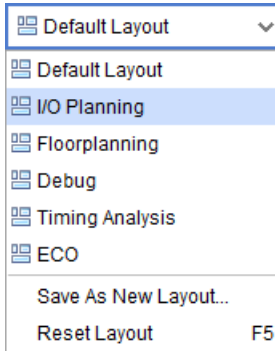 Default Layout
Default Layout
I/O Planning
Floorplanning
Debug
Timing Analysis
ECO
Save As New Layout...
Reset Layout F5